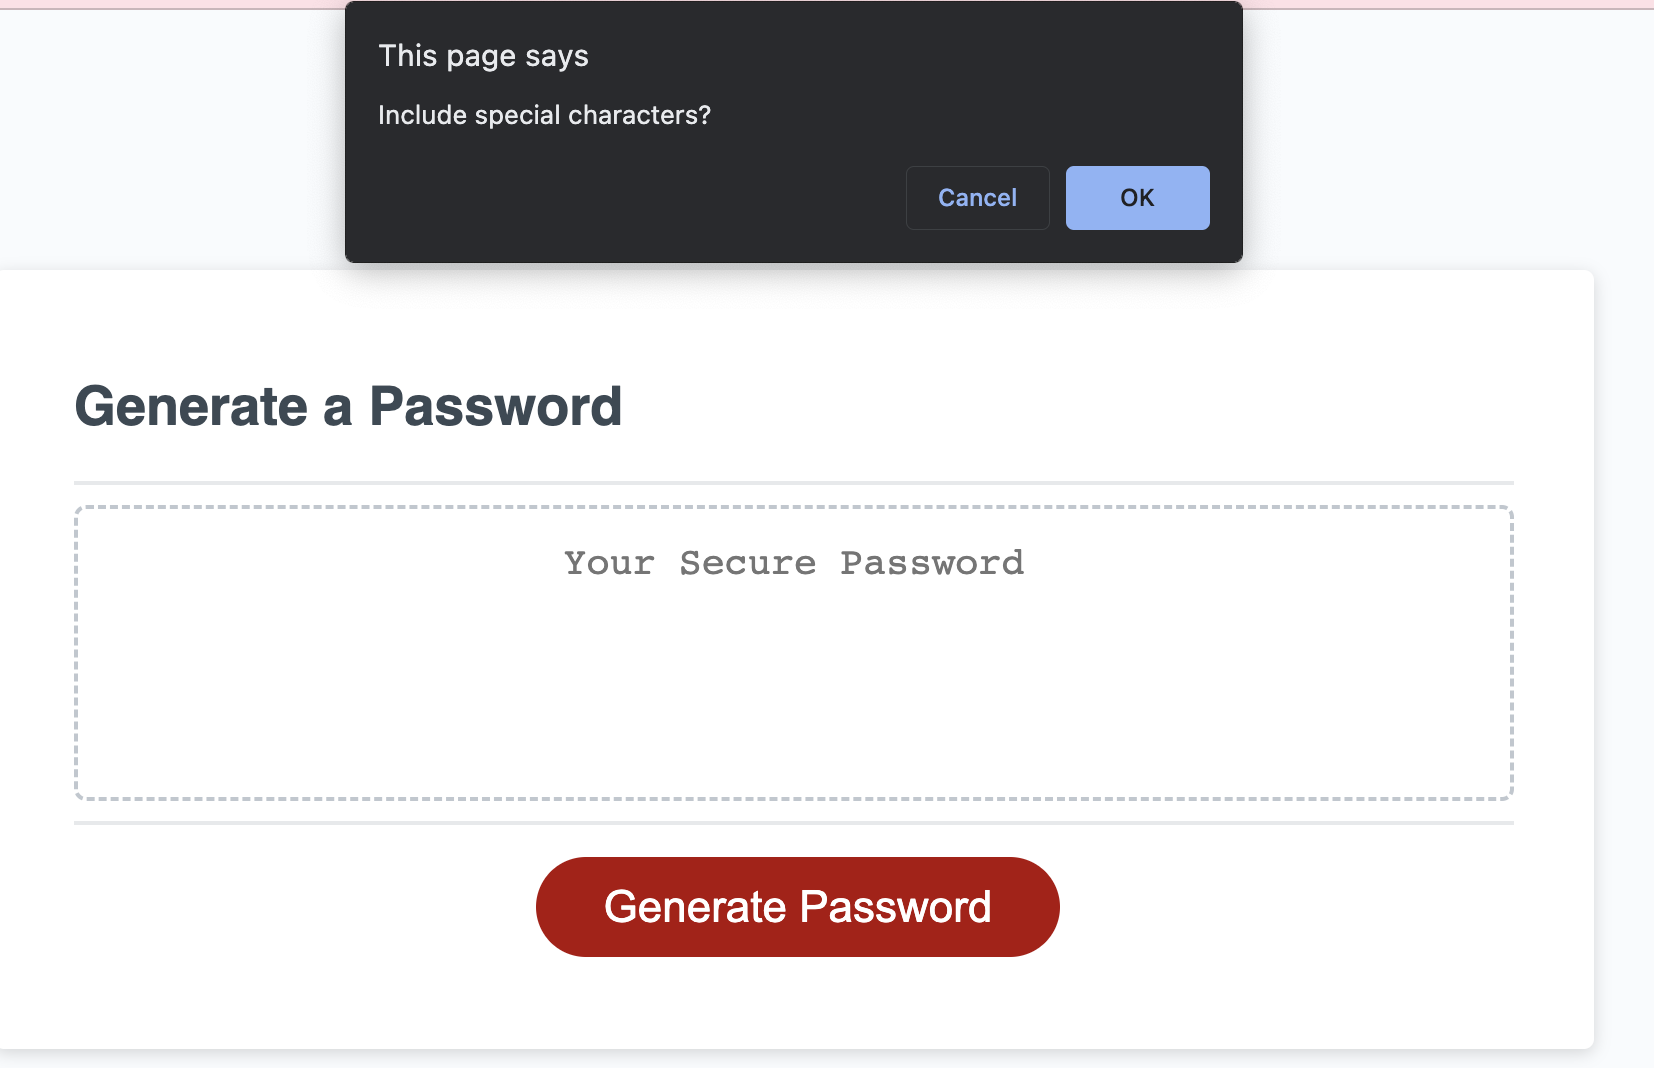 This page says
Include special characters?
Cancel OK
Generate a Password
Your Secure Password
Generate Password